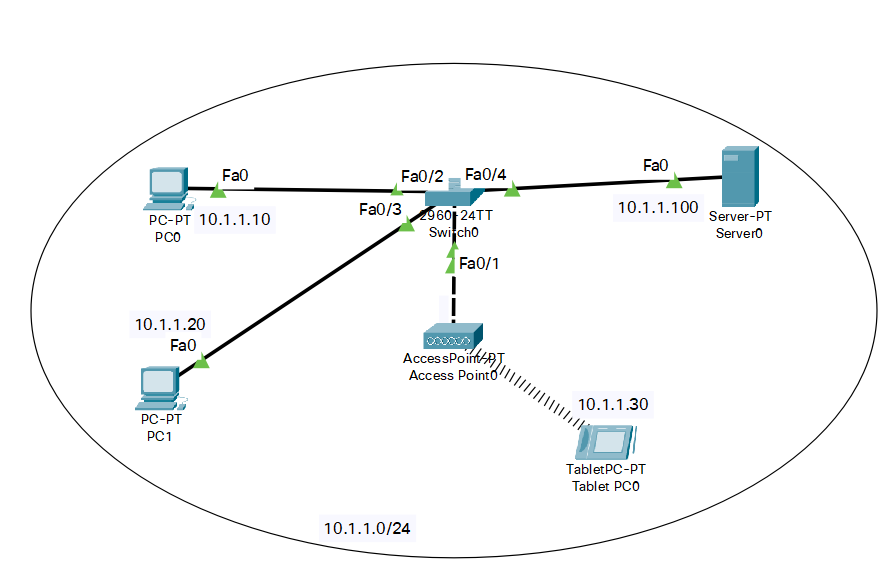 Fa0
Fa0/2
Fa0/4
Fa0
PC-PT
PC0
10.1.1.10
Fa0/3
2960-24TT
Switch0
10.1.1.100
Server-PT
Server0
Fa0/1
10.1.1.20
Fa0
AccessPoint-PT
Access Point0
PC-PT
PC1
10.1.1.30
TabletPC-PT
Tablet PC0
10.1.1.0/24